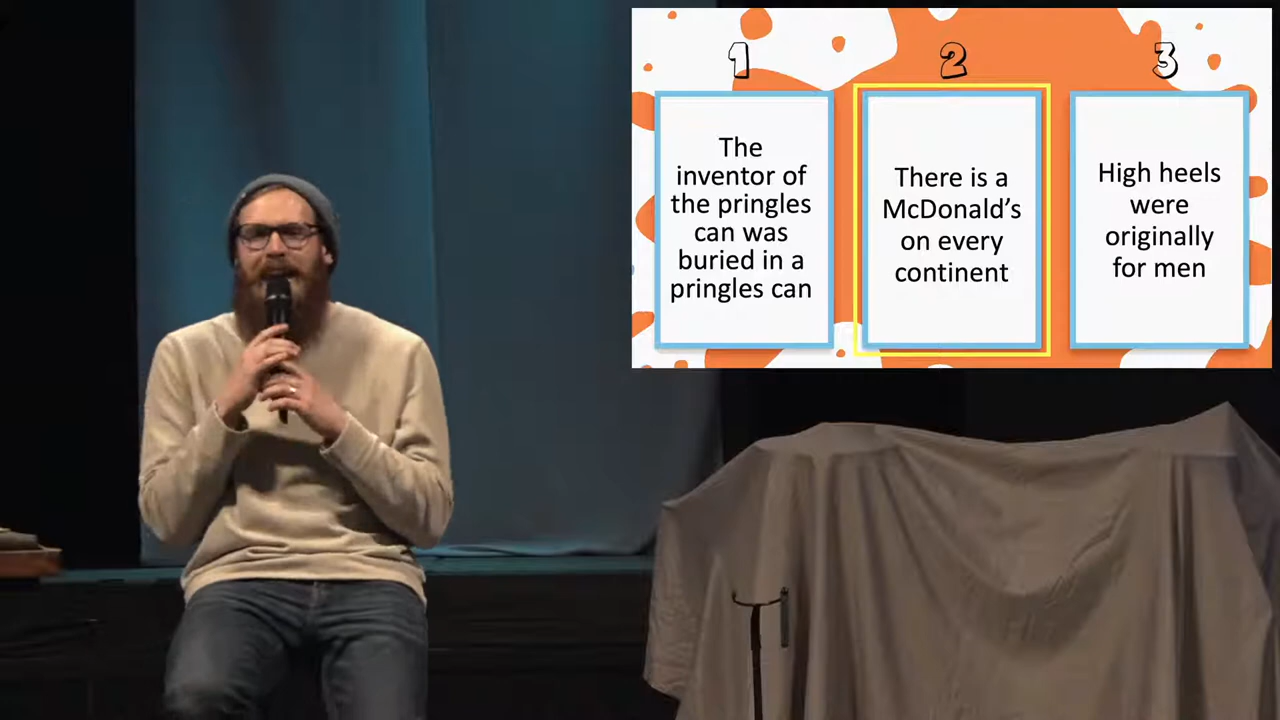 1
2
3
The
inventor of
the pringles
can was
buried in a
pringles can
There is a
McDonald's
on every
continent
High heels
were
originally
for men